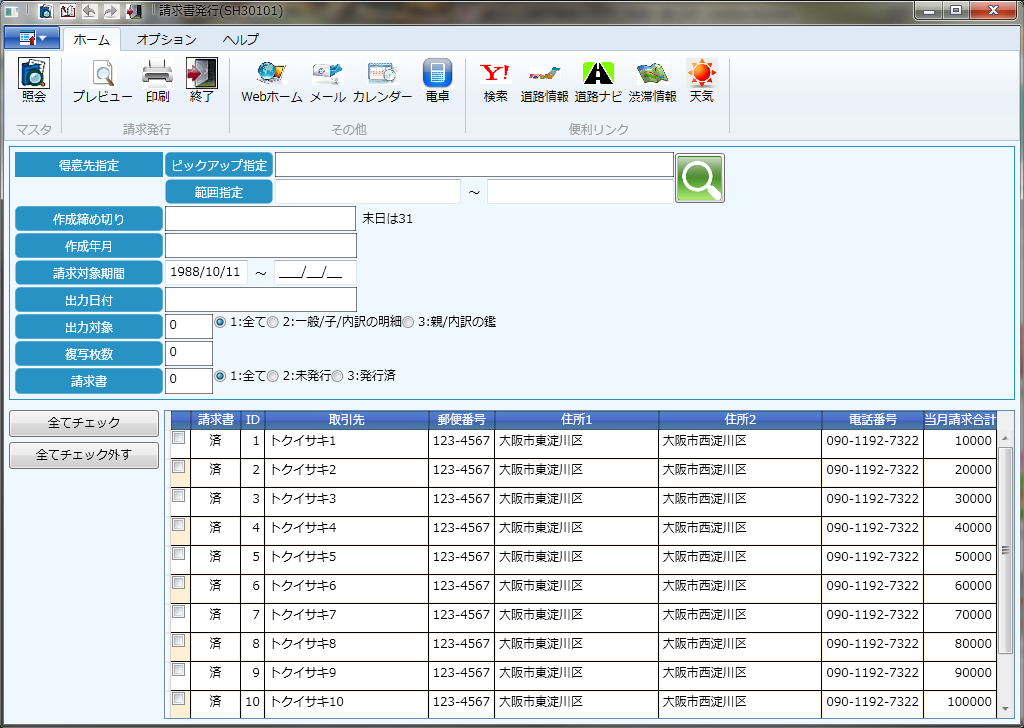 請求書発行(SH30101)
ホーム オプション ヘルプ
照会 プレビュー 印刷 終了 Webホーム メール カレンダー 電卓 検索 道路情報 道路ナビ 渋滞情報 天気
マスタ 請求発行 その他 便利リンク
得意先指定 ピックアップ指定
範囲指定 ～
作成締め切り 末日は31
作成年月
請求対象期間 1988/10/11 ～ ___/__/__
出力日付
出力対象 0 1:全て 2:一般/子/内訳の明細 3:親/内訳の鑑
複写枚数 0
請求書 0 1:全て 2:未発行 3:発行済
全てチェック
全てチェック外す
請求書 ID 取引先 郵便番号 住所1 住所2 電話番号 当月請求合計
済 1 トクイサキ1 123-4567 大阪市東淀川区 大阪市西淀川区 090-1192-7322 10000
済 2 トクイサキ2 123-4567 大阪市東淀川区 大阪市西淀川区 090-1192-7322 20000
済 3 トクイサキ3 123-4567 大阪市東淀川区 大阪市西淀川区 090-1192-7322 30000
済 4 トクイサキ4 123-4567 大阪市東淀川区 大阪市西淀川区 090-1192-7322 40000
済 5 トクイサキ5 123-4567 大阪市東淀川区 大阪市西淀川区 090-1192-7322 50000
済 6 トクイサキ6 123-4567 大阪市東淀川区 大阪市西淀川区 090-1192-7322 60000
済 7 トクイサキ7 123-4567 大阪市東淀川区 大阪市西淀川区 090-1192-7322 70000
済 8 トクイサキ8 123-4567 大阪市東淀川区 大阪市西淀川区 090-1192-7322 80000
済 9 トクイサキ9 123-4567 大阪市東淀川区 大阪市西淀川区 090-1192-7322 90000
済 10 トクイサキ10 123-4567 大阪市東淀川区 大阪市西淀川区 090-1192-7322 100000